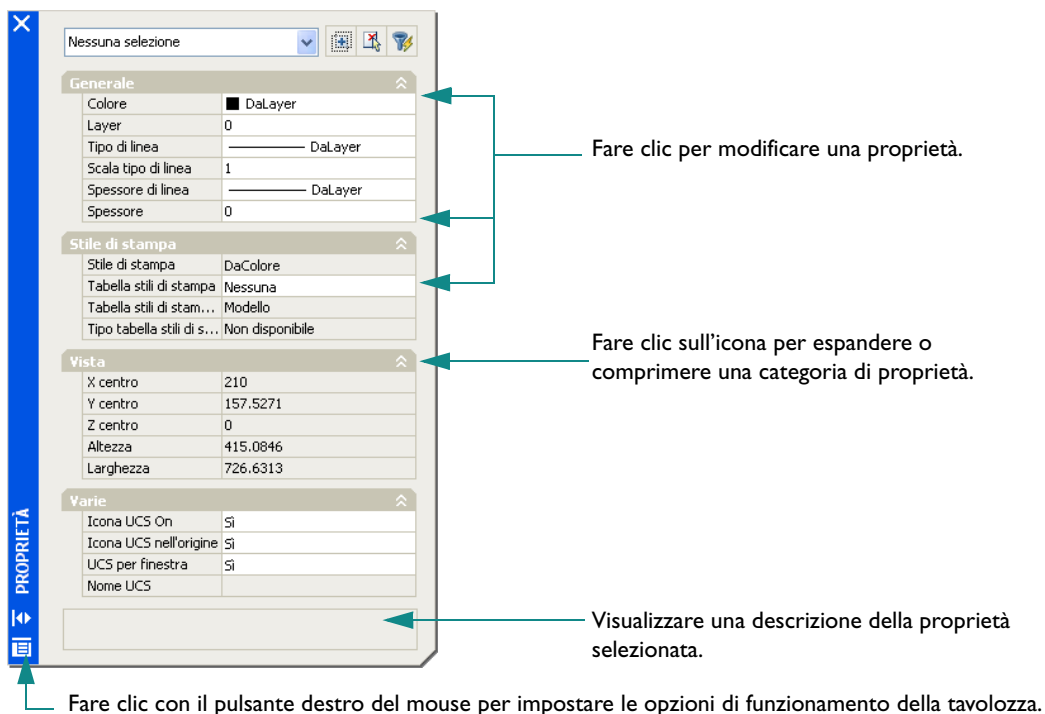 Nessuna selezione
Generale
Colore DaLayer
Layer 0
Tipo di linea DaLayer
Scala tipo di linea 1
Spessore di linea DaLayer
Spessore 0
Fare clic per modificare una proprietà.
Stile di stampa
Stile di stampa DaColore
Tabella stili di stampa Nessuna
Tabella stili di stam... Modello
Tipo tabella stili di s... Non disponibile
Vista
X centro 210
Y centro 157.5271
Z centro 0
Altezza 415.0846
Larghezza 726.6313
Fare clic sull'icona per espandere o
comprimere una categoria di proprietà.
Varie
Icona UCS On Sì
Icona UCS nell'origine Sì
UCS per finestra Sì
Nome UCS
PROPRIETÀ
Visualizzare una descrizione della proprietà
selezionata.
Fare clic con il pulsante destro del mouse per impostare le opzioni di funzionamento della tavolozza.